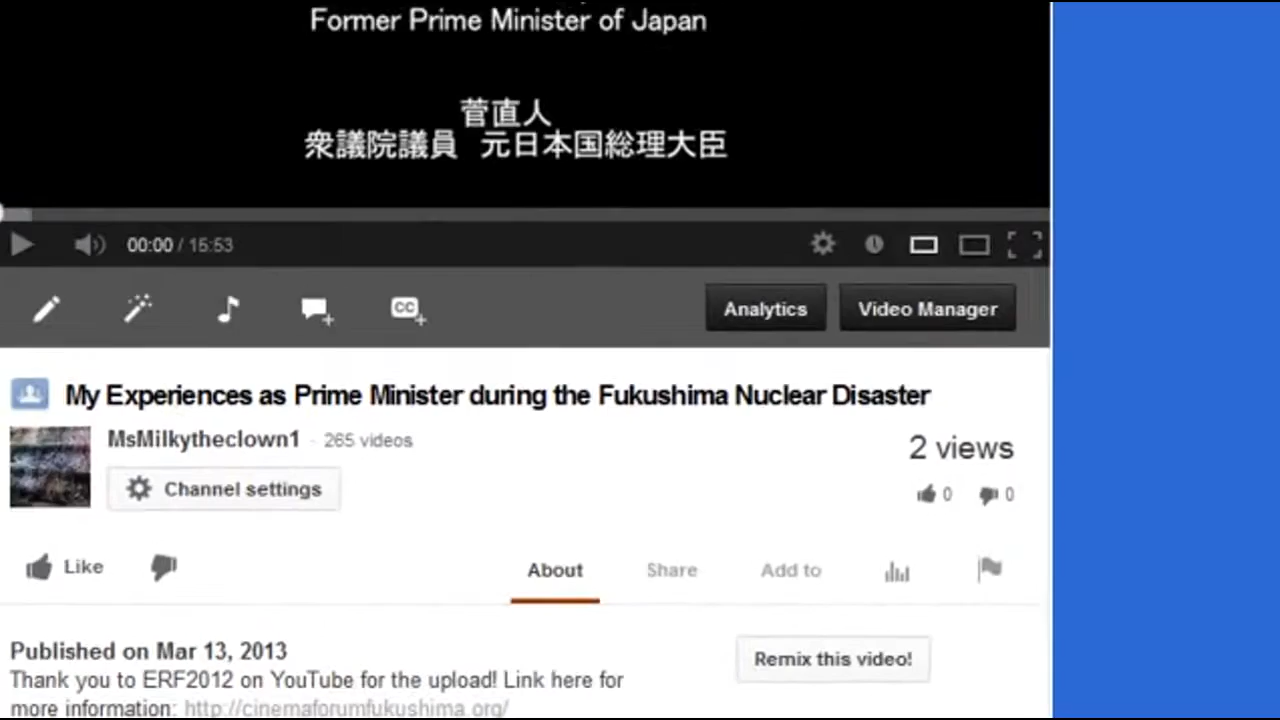 Former Prime Minister of Japan
菅直人
衆議院議員 元日本国総理大臣
00:00 / 15:53
CC
Analytics
Video Manager
My Experiences as Prime Minister during the Fukushima Nuclear Disaster
MsMilkytheclown1 - 265 videos
2 views
Channel settings
0 0
Like
About Share Add to
Published on Mar 13, 2013
Remix this video!
Thank you to ERF2012 on YouTube for the upload! Link here for
more information: http://cinemaforumfukushima.org/